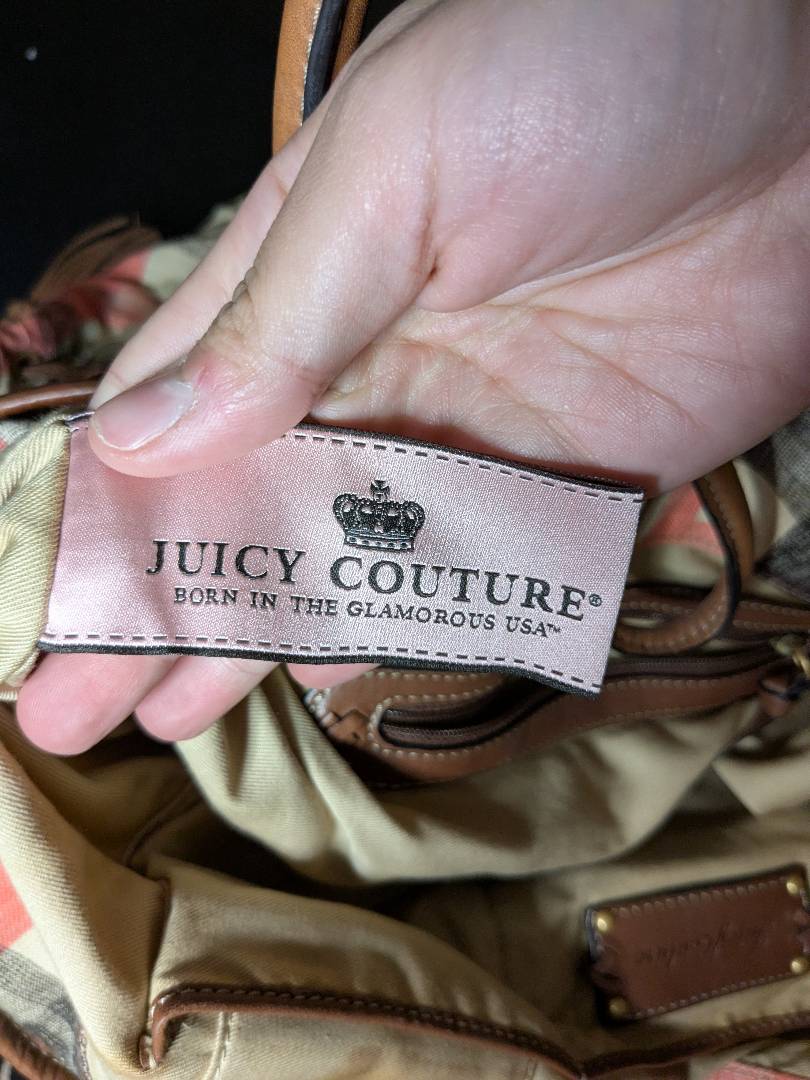 JUICY COUTURE®
BORN IN THE GLAMOROUS USA™